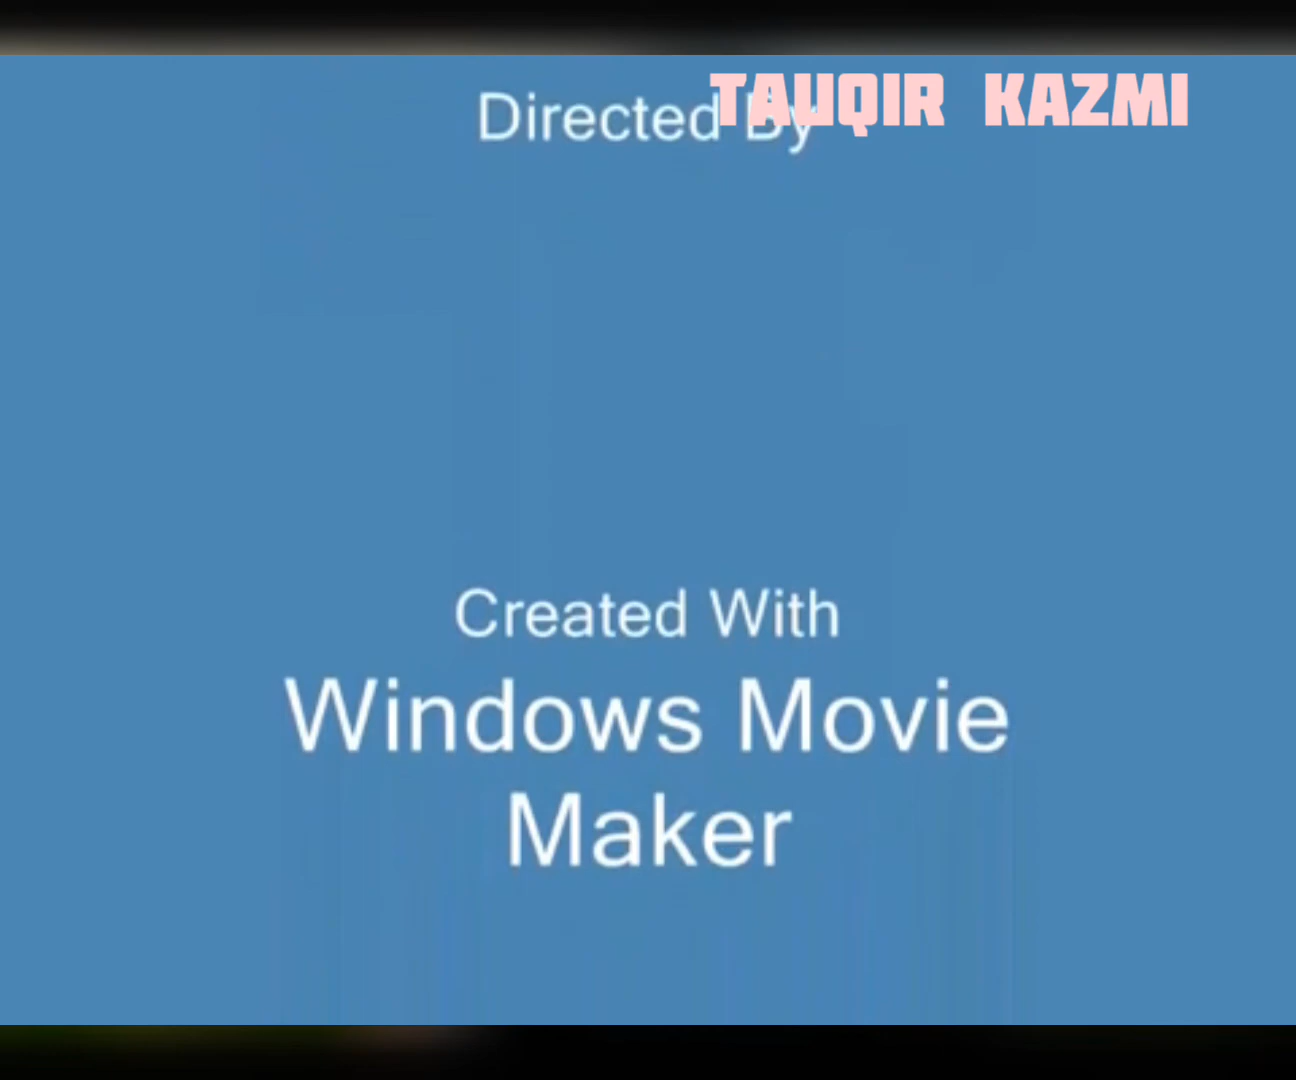 Directed By
TAUQIR KAZMI
Created With
Windows Movie
Maker